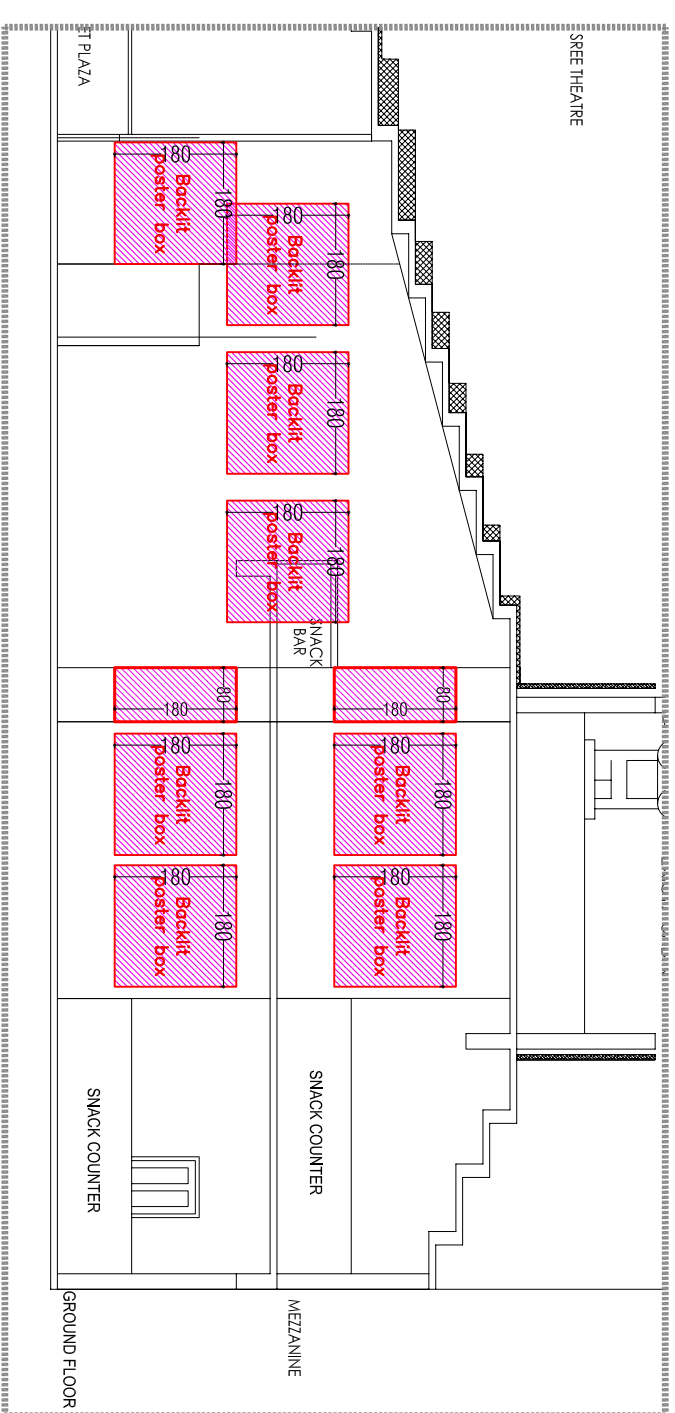 SREE THEATRE
80
180
180
180
Backlit
poster box
180
180
Backlit
poster box
180
180
Backlit
poster box
180
180
Backlit
poster box
180
180
Backlit
poster box
SNACK
BAR
SNACK COUNTER
MEZZANINE
180
180
Backlit
poster box
80
180
180
180
Backlit
poster box
180
180
Backlit
poster box
ET PLAZA
SNACK COUNTER
GROUND FLOOR